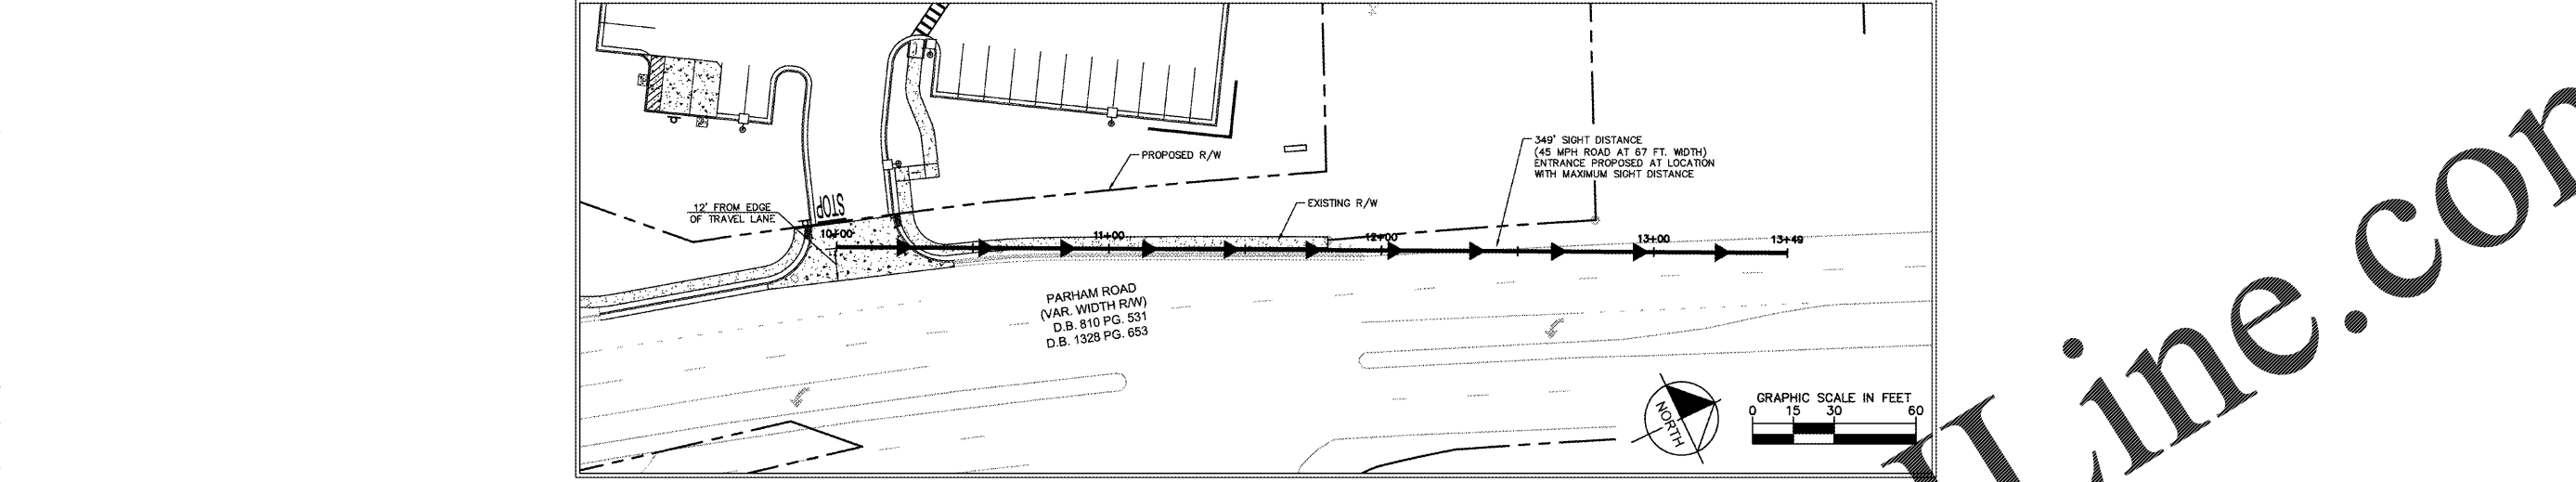 349' SIGHT DISTANCE
(45 MPH ROAD AT 67 FT. WIDTH)
ENTRANCE PROPOSED AT LOCATION
WITH MAXIMUM SIGHT DISTANCE
PROPOSED R/W
EXISTING R/W
12' FROM EDGE
OF TRAVEL LANE
STOP
10+00
11+00
12+00
13+00
13+49
PARHAM ROAD
(VAR. WIDTH R/W)
D.B. 810 PG. 531
D.B. 1328 PG. 653
NORTH
GRAPHIC SCALE IN FEET
0 15 30 60
Line.com